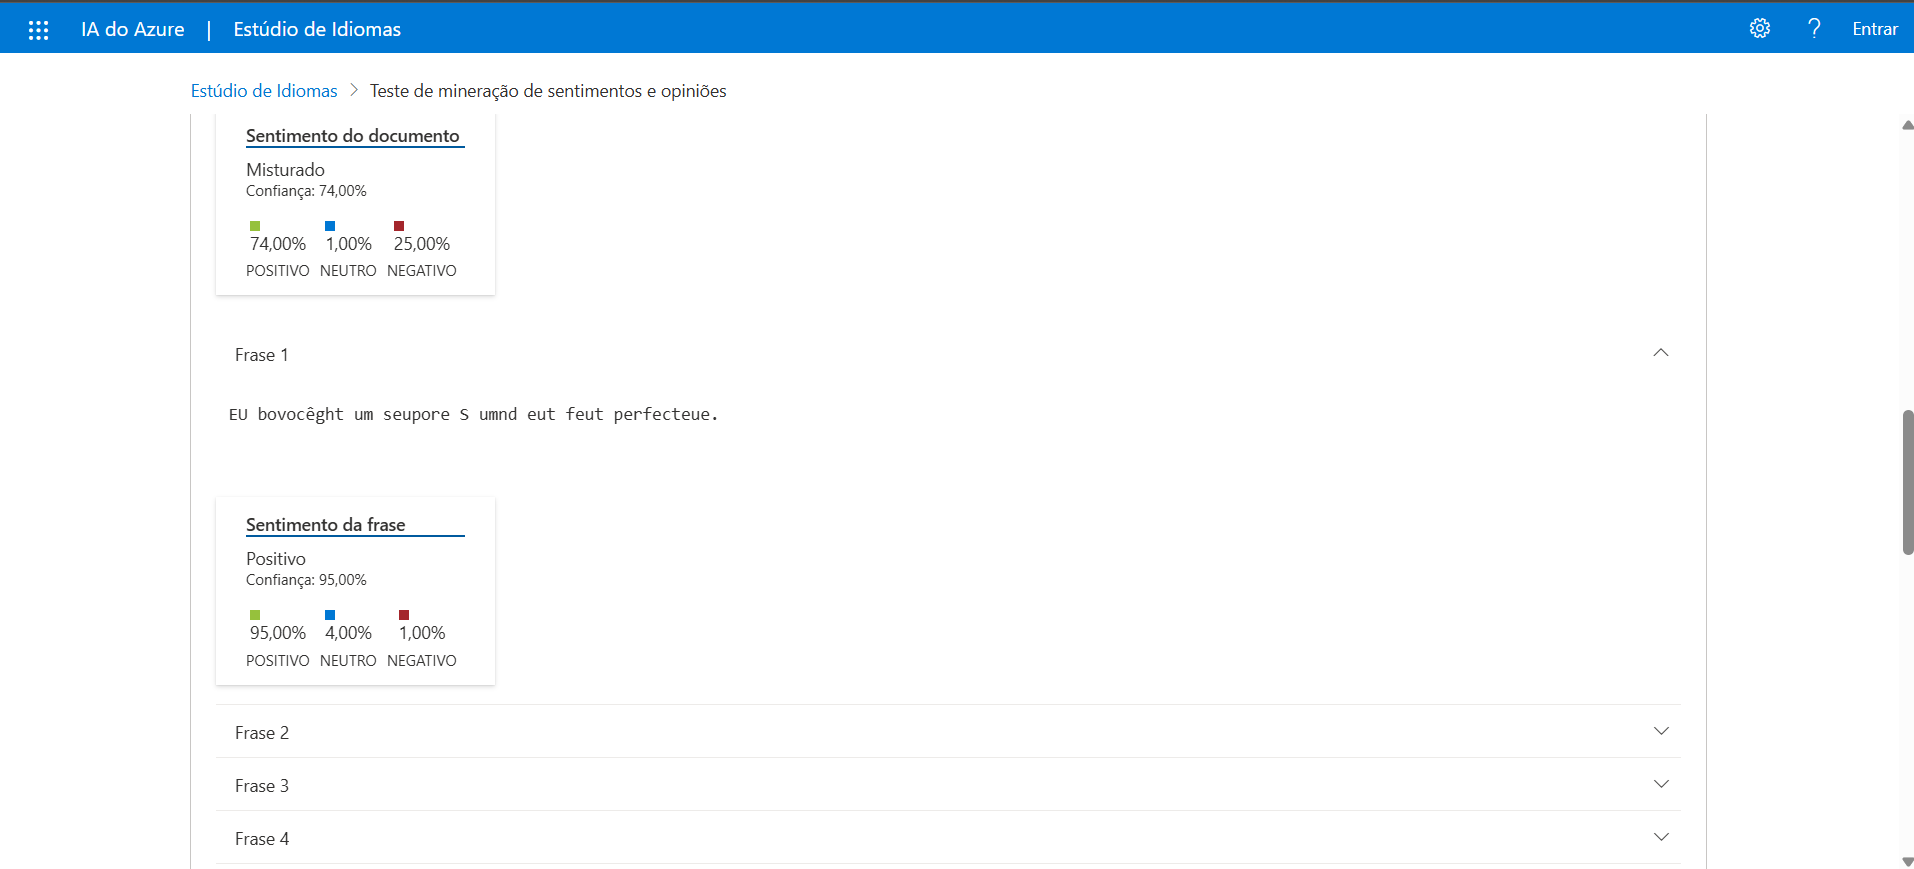 IA do Azure | Estúdio de Idiomas
? Entrar
Estúdio de Idiomas > Teste de mineração de sentimentos e opiniões
Sentimento do documento
Misturado
Confiança: 74,00%
74,00% 1,00% 25,00%
POSITIVO NEUTRO NEGATIVO
Frase 1
EU bovocêght um seupore S umnd eut feut perfecteue.
Sentimento da frase
Positivo
Confiança: 95,00%
95,00% 4,00% 1,00%
POSITIVO NEUTRO NEGATIVO
Frase 2
Frase 3
Frase 4